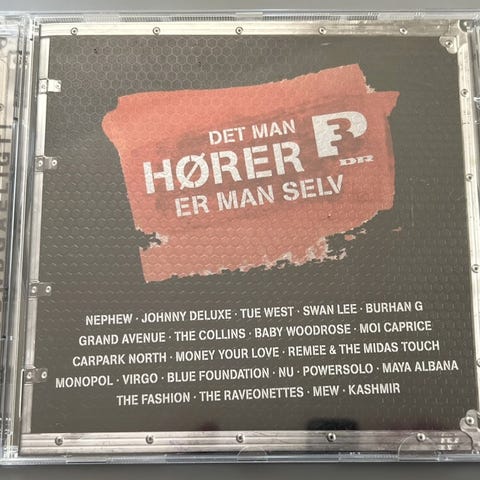 DET MAN
HØRER P3
DR
ER MAN SELV
NEPHEW · JOHNNY DELUXE · TUE WEST · SWAN LEE · BURHAN G
GRAND AVENUE · THE COLLINS · BABY WOODROSE · MOI CAPRICE
CARPARK NORTH · MONEY YOUR LOVE · REMEE & THE MIDAS TOUCH
MONOPOL · VIRGO · BLUE FOUNDATION · NU · POWERSOLO · MAYA ALBANA
THE FASHION · THE RAVEONETTES · MEW · KASHMIR